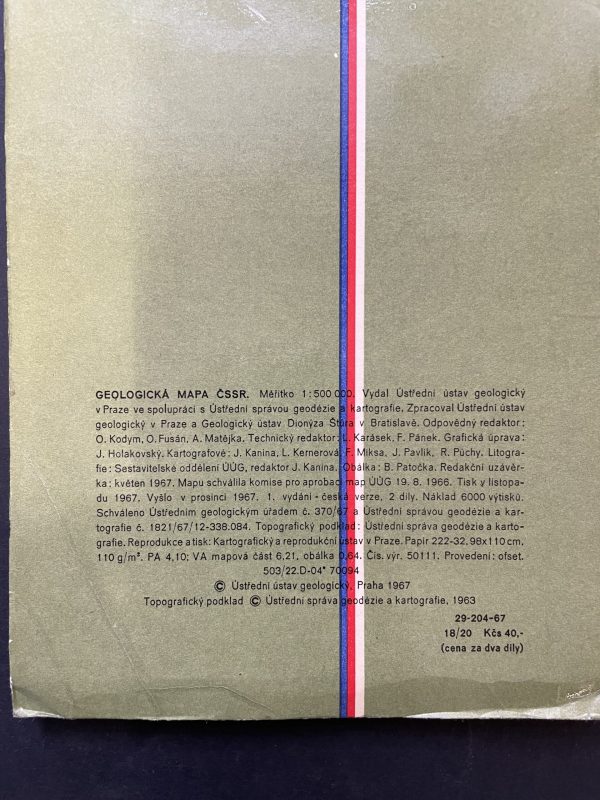 GEOLOGICKÁ MAPA ČSSR. Měřítko 1:500 000. Vydal Ústřední ústav geologický
v Praze ve spolupráci s Ústřední správou geodézie a kartografie. Zpracoval Ústřední ústav
geologický v Praze a Geologický ústav Dionýza Štúra v Bratislavě. Odpovědný redaktor:
O. Kodym, O. Fusán, A. Matějka. Technický redaktor: L. Karásek, F. Pánek. Grafická úprava:
J. Holakovský. Kartografové: J. Kanina, L. Kernerová, F. Miksa, J. Pavlik, R. Púchy. Litogra-
fie: Sestavitelské oddělení ÚÚG, redaktor J. Kanina. Obálka: B. Patočka. Redakční uzávěr-
ka: květen 1967. Mapu schválila komise pro aprobaci map ÚÚG 19. 8. 1966. Tisk v listopa-
du 1967. Vyšlo v prosinci 1967. 1. vydání - česká verze, 2 díly. Náklad 6000 výtisků.
Schváleno Ústředním geologickým úřadem č. 370/67 a Ústřední správou geodézie a kar-
tografie č. 1821/67/12-338.084. Topografický podklad: Ústřední správa geodézie a karto-
grafie. Reprodukce a tisk: Kartografický a reprodukční ústav v Praze. Papír 222-32, 98x110 cm,
110 g/m². PA 4,10; VA mapová část 6,21, obálka 0,64. Čís. výr. 50111. Provedení: ofset.
503/22.D-04* 70094
© Ústřední ústav geologický, Praha 1967
Topografický podklad © Ústřední správa geodézie a kartografie, 1963
29-204-67
18/20 Kčs 40,-
(cena za dva díly)